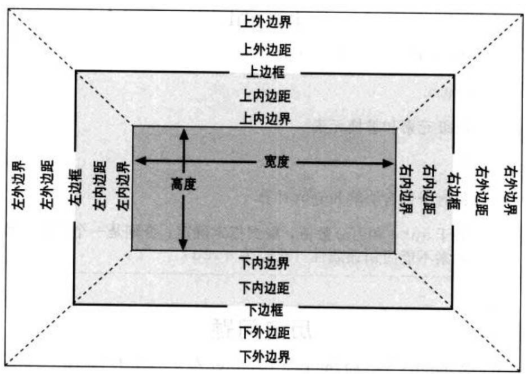 上外边界
上外边距
上边框
上内边距
上内边界
左外边界
左外边距
左边框
左内边距
左内边界
宽度
高度
右内边界
右内边距
右边框
右外边距
右外边界
下内边界
下内边距
下边框
下外边距
下外边界